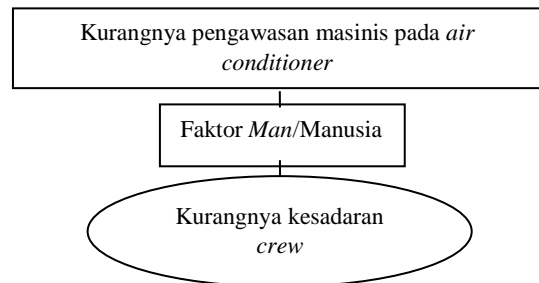 Kurangnya pengawasan masinis pada air
conditioner
Faktor Man/Manusia
Kurangnya kesadaran
crew